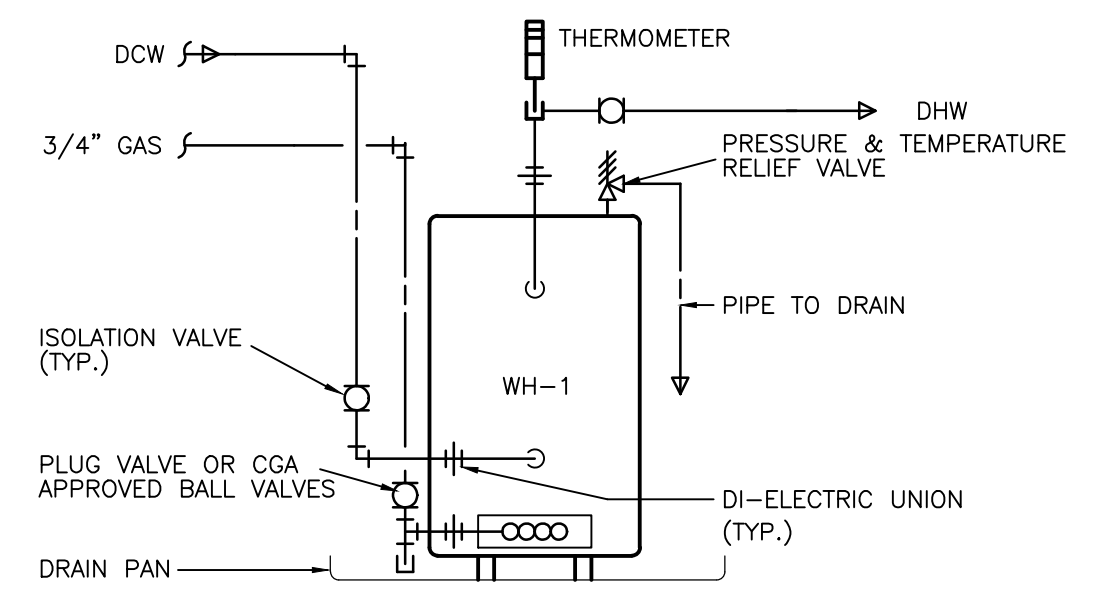 THERMOMETER
DCW
DHW
3/4" GAS
PRESSURE & TEMPERATURE
RELIEF VALVE
PIPE TO DRAIN
ISOLATION VALVE
(TYP.)
WH-1
PLUG VALVE OR CGA
APPROVED BALL VALVES
DI-ELECTRIC UNION
(TYP.)
DRAIN PAN